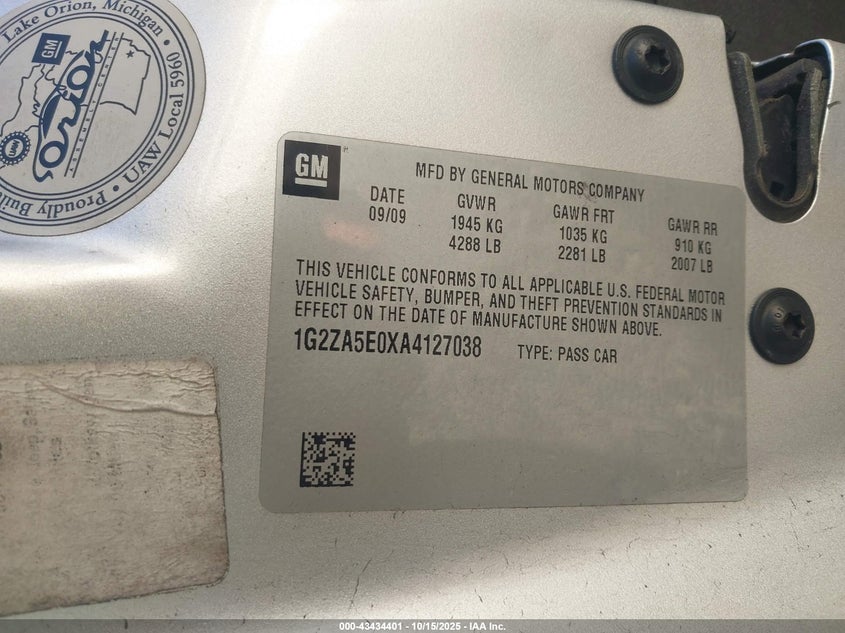 Lake Orion, Michigan
GM
orion
ASSEMBLY CENTER
UAW
Proudly Buil
UAW Local 5960
GM
MFD BY GENERAL MOTORS COMPANY
DATE GVWR GAWR FRT GAWR RR
09/09 1945 KG 1035 KG 910 KG
4288 LB 2281 LB 2007 LB
THIS VEHICLE CONFORMS TO ALL APPLICABLE U.S. FEDERAL MOTOR
VEHICLE SAFETY, BUMPER, AND THEFT PREVENTION STANDARDS IN
EFFECT ON THE DATE OF MANUFACTURE SHOWN ABOVE.
1G2ZA5E0XA4127038 TYPE: PASS CAR
000-43434401 | 10/15/2025 | IAA Inc.